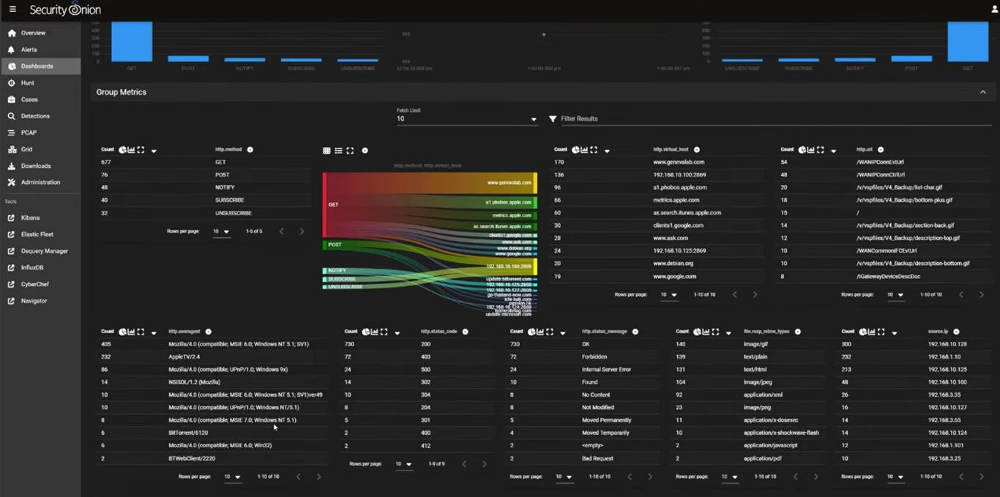 Security Onion
Overview
Alerts
Dashboards
Hunt
Cases
Detections
PCAP
Grid
Downloads
Administration
Tools
Kibana
Elastic Fleet
Osquery Manager
InfluxDB
CyberChef
Navigator
300
200
100
0
GET POST NOTIFY SUBSCRIBE UNSUBSCRIBE
855
854
12:59:59.999 pm 1:00:00.000 pm 1:00:00.001 pm
400
300
200
100
0
UNSUBSCRIBE SUBSCRIBE NOTIFY POST GET
Group Metrics
Fetch Limit
10
Filter Results
Count http.method
677 GET
76 POST
48 NOTIFY
40 SUBSCRIBE
32 UNSUBSCRIBE
Rows per page: 10 1-5 of 5
http.method, http.virtual_host
GET
POST
NOTIFY
SUBSCRIBE
UNSUBSCRIBE
www.genevalab.com
a1.phobos.apple.com
metrics.apple.com
ax.search.itunes.apple.com
clients1.google.com
www.ask.com
www.debian.org
www.google.com
192.168.10.100:2869
update.bittorrent.com
192.168.10.125:2869
192.168.10.127:2869
go-thailand-now.com
192.168.10.124:2869
update.microsoft.com
Count http.virtual_host
170 www.genevalab.com
136 192.168.10.100:2869
96 a1.phobos.apple.com
66 metrics.apple.com
60 ax.search.itunes.apple.com
30 clients1.google.com
28 www.ask.com
24 192.168.10.125:2869
20 www.debian.org
19 www.google.com
Rows per page: 10 1-10 of 10
Count http.uri
54 /WANIPConnEvtUrl
48 /WANIPConnCtrlUrl
20 /v/vspfiles/V4_Backup/list-char.gif
18 /v/vspfiles/V4_Backup/bottom-plus.gif
15 /
14 /v/vspfiles/V4_Backup/section-back.gif
12 /v/vspfiles/V4_Backup/description-top.gif
10 /WANCommonIFCEvtUrl
10 /v/vspfiles/V4_Backup/description-bottom.gif
8 /IGatewayDeviceDescDoc
Rows per page: 10 1-10 of 10
Count http.useragent
405 Mozilla/4.0 (compatible; MSIE 6.0; Windows NT 5.1; SV1)
232 AppleTV/2.4
86 Mozilla/4.0 (compatible; UPnP/1.0; Windows 9x)
14 NSISDL/1.2 (Mozilla)
10 Mozilla/4.0 (compatible; MSIE 6.0; Windows NT 5.1; SV1)ver49
10 Mozilla/4.0 (compatible; UPnP/1.0; Windows NT/5.1)
8 Mozilla/4.0 (compatible; MSIE 7.0; Windows NT 5.1)
6 BitTorrent/6120
6 Mozilla/4.0 (compatible; MSIE 6.0; Win32)
2 BTWebClient/2220
Rows per page: 10 1-10 of 10
Count http.status_code
730 200
72 403
24 500
14 302
10 304
8 204
5 301
2 400
2 412
Rows per page: 10 1-9 of 9
Count http.status_message
730 OK
72 Forbidden
24 Internal Server Error
10 Found
8 No Content
8 Not Modified
5 Moved Permanently
4 Moved Temporarily
2 <empty>
2 Bad Request
Rows per page: 10 1-10 of 10
Count file.resp_mime_types
140 image/gif
139 text/plain
131 text/html
104 image/jpeg
92 application/xml
23 image/png
11 application/x-dosexec
10 application/x-shockwave-flash
2 application/javascript
2 application/pdf
Rows per page: 10 1-10 of 10
Count source.ip
300 192.168.10.128
232 192.168.1.10
213 192.168.10.125
48 192.168.10.100
26 192.168.3.35
16 192.168.10.127
14 192.168.3.65
14 192.168.10.124
12 192.168.1.101
10 192.168.3.25
Rows per page: 10 1-10 of 10